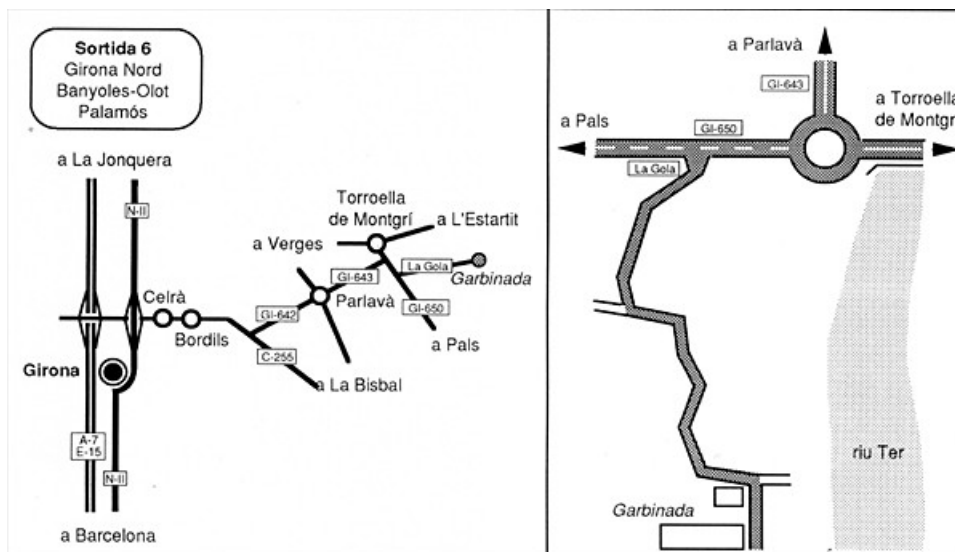 Sortida 6
Girona Nord
Banyoles-Olot
Palamós
a La Jonquera
N-II
Torroella
de Montgrí
a L'Estartit
a Verges
La Gola
Garbinada
GI-643
Celrà
Parlavà
GI-642
GI-650
Bordils
a Pals
C-255
Girona
a La Bisbal
A-7
E-15
N-II
a Barcelona
a Parlavà
GI-643
a Torroella
de Montgrí
a Pals
GI-650
La Gola
riu Ter
Garbinada